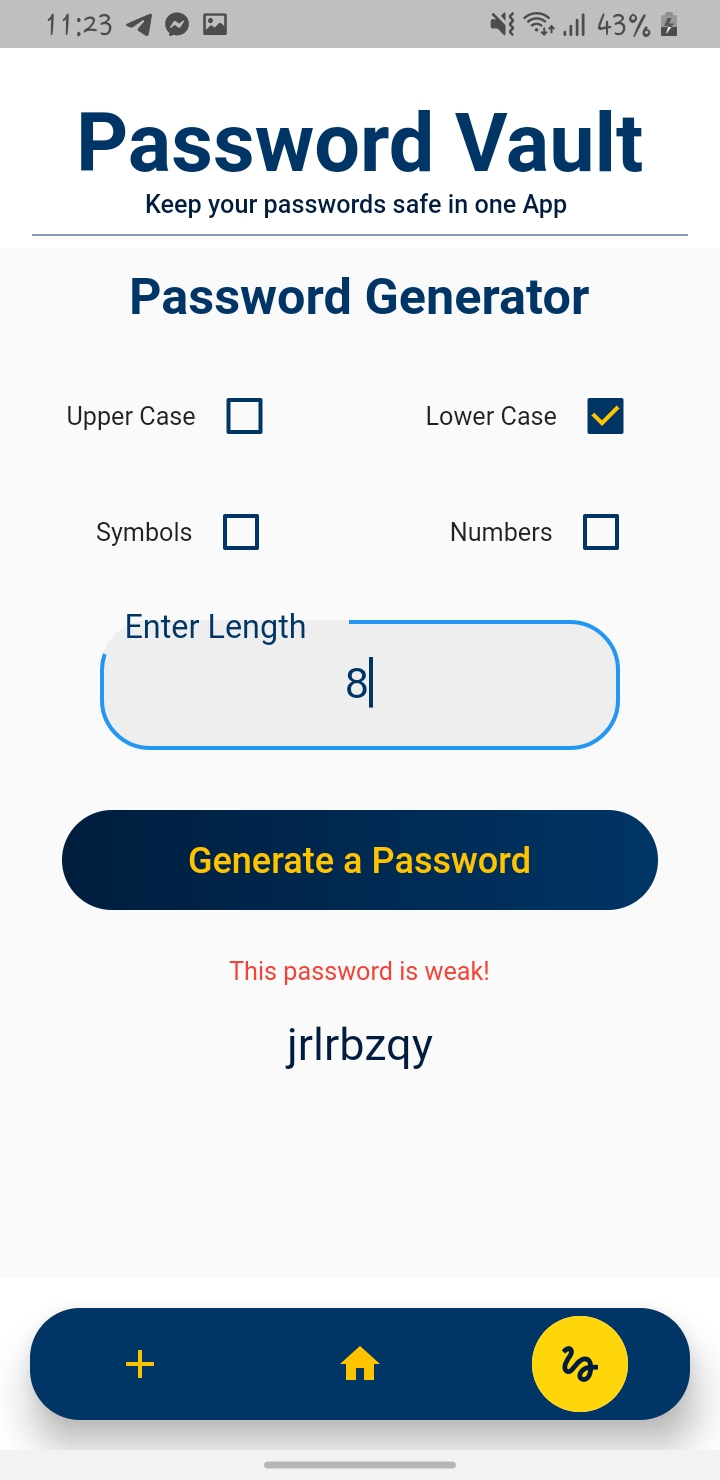 11:23 43%
Password Vault
Keep your passwords safe in one App
Password Generator
Upper Case Lower Case
Symbols Numbers
Enter Length
8
Generate a Password
This password is weak!
jrlrbzqy